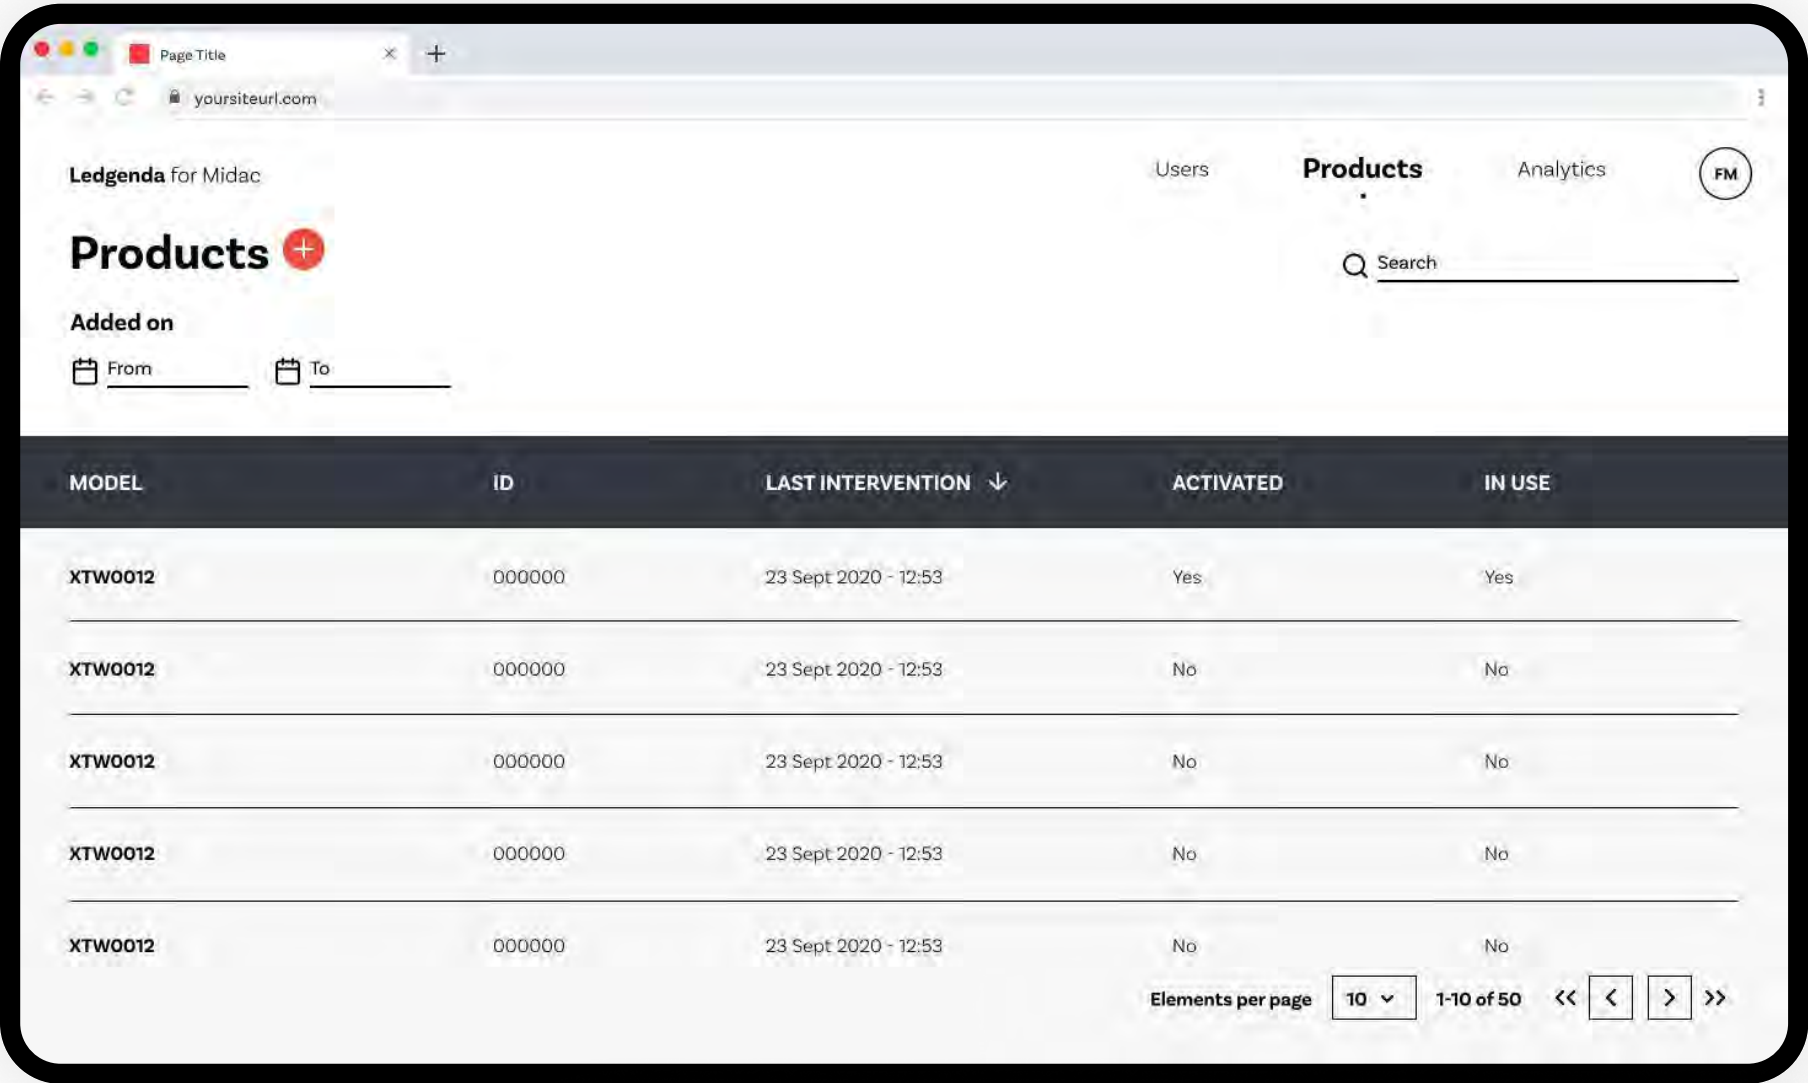 Page Title
yoursiteurl.com
Ledgenda for Midac
Users Products Analytics FM
Products
Search
Added on
From To
MODEL ID LAST INTERVENTION ACTIVATED IN USE
XTW0012 000000 23 Sept 2020 - 12:53 Yes Yes
XTW0012 000000 23 Sept 2020 - 12:53 No No
XTW0012 000000 23 Sept 2020 - 12:53 No No
XTW0012 000000 23 Sept 2020 - 12:53 No No
XTW0012 000000 23 Sept 2020 - 12:53 No No
Elements per page 10 1-10 of 50